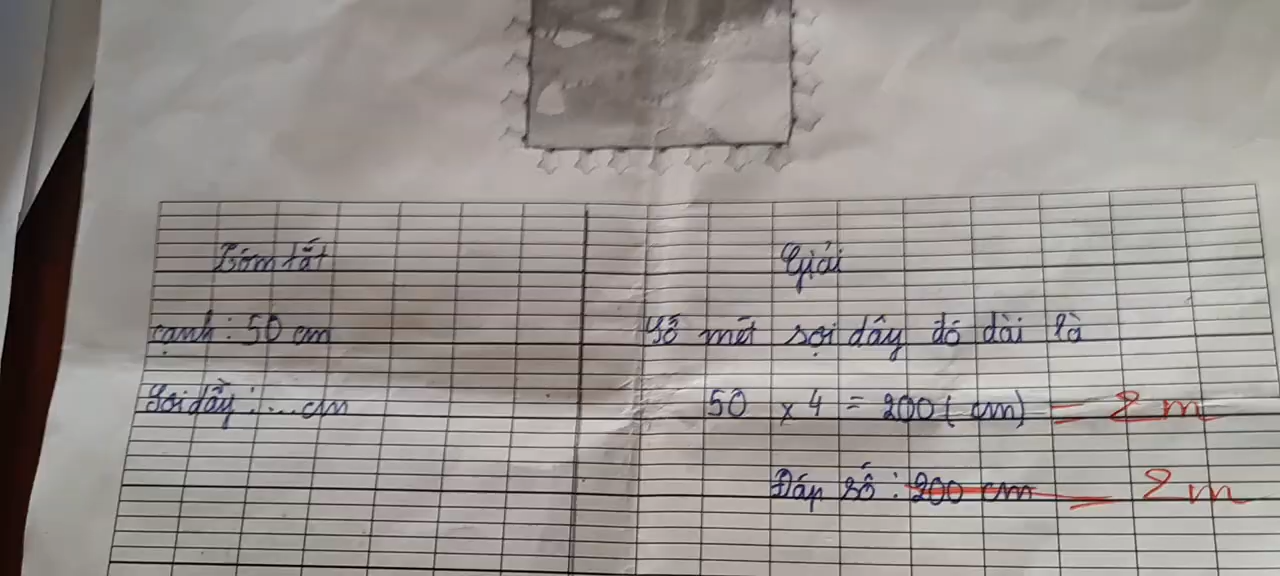 Tóm tắt
cạnh: 50 cm
Sợi dây: ... cm
Giải
Số mét sợi dây đó dài là
50 x 4 = 200 (cm) = 2 m
Đáp số: 200 cm 2m